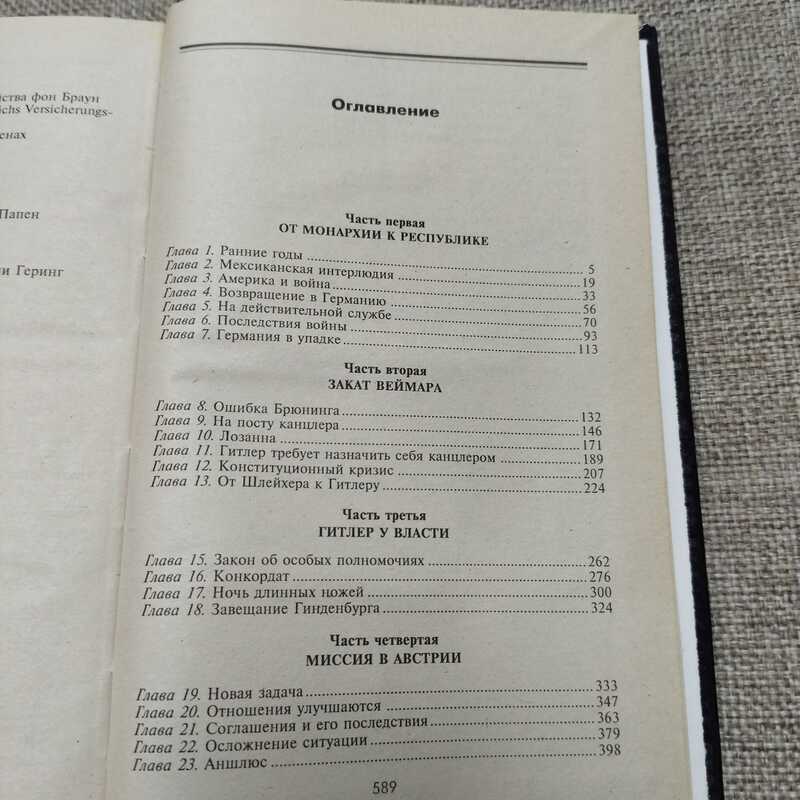 йства фон Браун
ichs Versicherungs-
енах
Папен
и Геринг
Оглавление
Часть первая
ОТ МОНАРХИИ К РЕСПУБЛИКЕ
Глава 1. Ранние годы 5
Глава 2. Мексиканская интерлюдия 19
Глава 3. Америка и война 33
Глава 4. Возвращение в Германию 56
Глава 5. На действительной службе 70
Глава 6. Последствия войны 93
Глава 7. Германия в упадке 113
Часть вторая
ЗАКАТ ВЕЙМАРА
Глава 8. Ошибка Брюнинга 132
Глава 9. На посту канцлера 146
Глава 10. Лозанна 171
Глава 11. Гитлер требует назначить себя канцлером 189
Глава 12. Конституционный кризис 207
Глава 13. От Шлейхера к Гитлеру 224
Часть третья
ГИТЛЕР У ВЛАСТИ
Глава 15. Закон об особых полномочиях 262
Глава 16. Конкордат 276
Глава 17. Ночь длинных ножей 300
Глава 18. Завещание Гинденбурга 324
Часть четвертая
МИССИЯ В АВСТРИИ
Глава 19. Новая задача 333
Глава 20. Отношения улучшаются 347
Глава 21. Соглашения и его последствия 363
Глава 22. Осложнение ситуации 379
Глава 23. Аншлюс 398
589